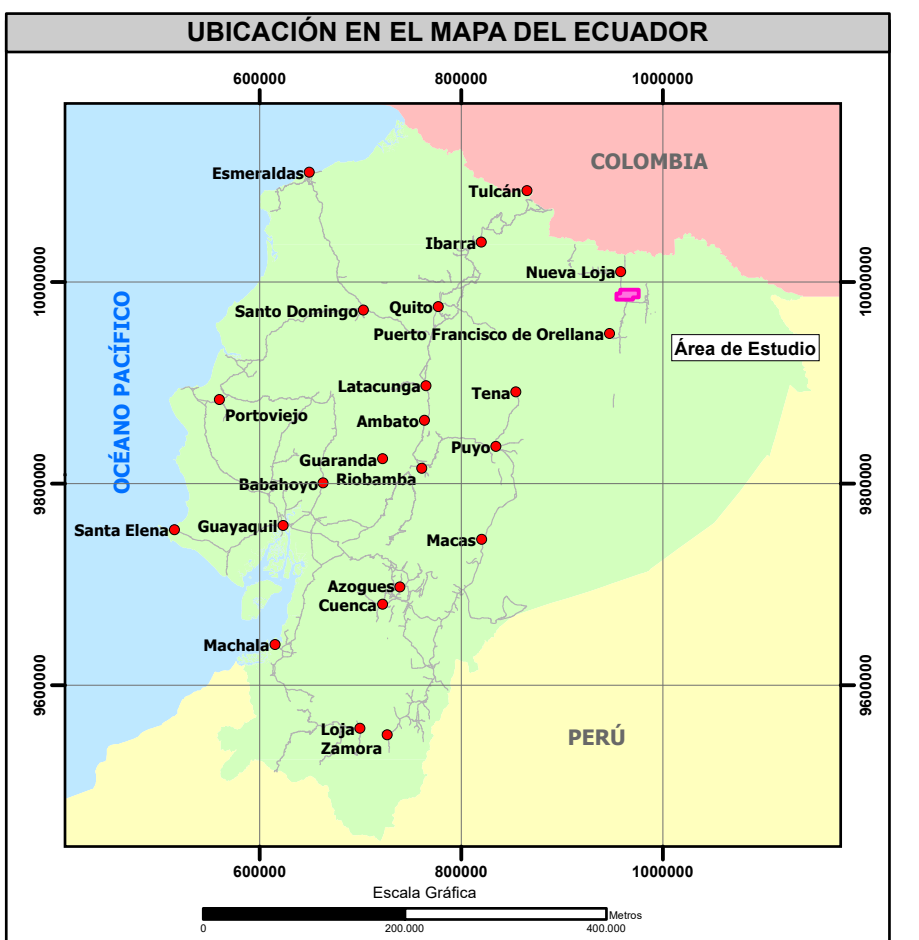 UBICACIÓN EN EL MAPA DEL ECUADOR
600000 800000 1000000
COLOMBIA
Esmeraldas
Tulcán
Ibarra
Nueva Loja
10000000 10000000
Santo Domingo Quito
Puerto Francisco de Orellana
Área de Estudio
OCÉANO PACÍFICO
Latacunga
Tena
Portoviejo
Ambato
Puyo
Guaranda
Riobamba
Babahoyo
9800000 9800000
Santa Elena
Guayaquil
Macas
Azogues
Cuenca
Machala
9600000 9600000
Loja
Zamora
PERÚ
600000 800000 1000000
Escala Gráfica
Metros
0 200.000 400.000